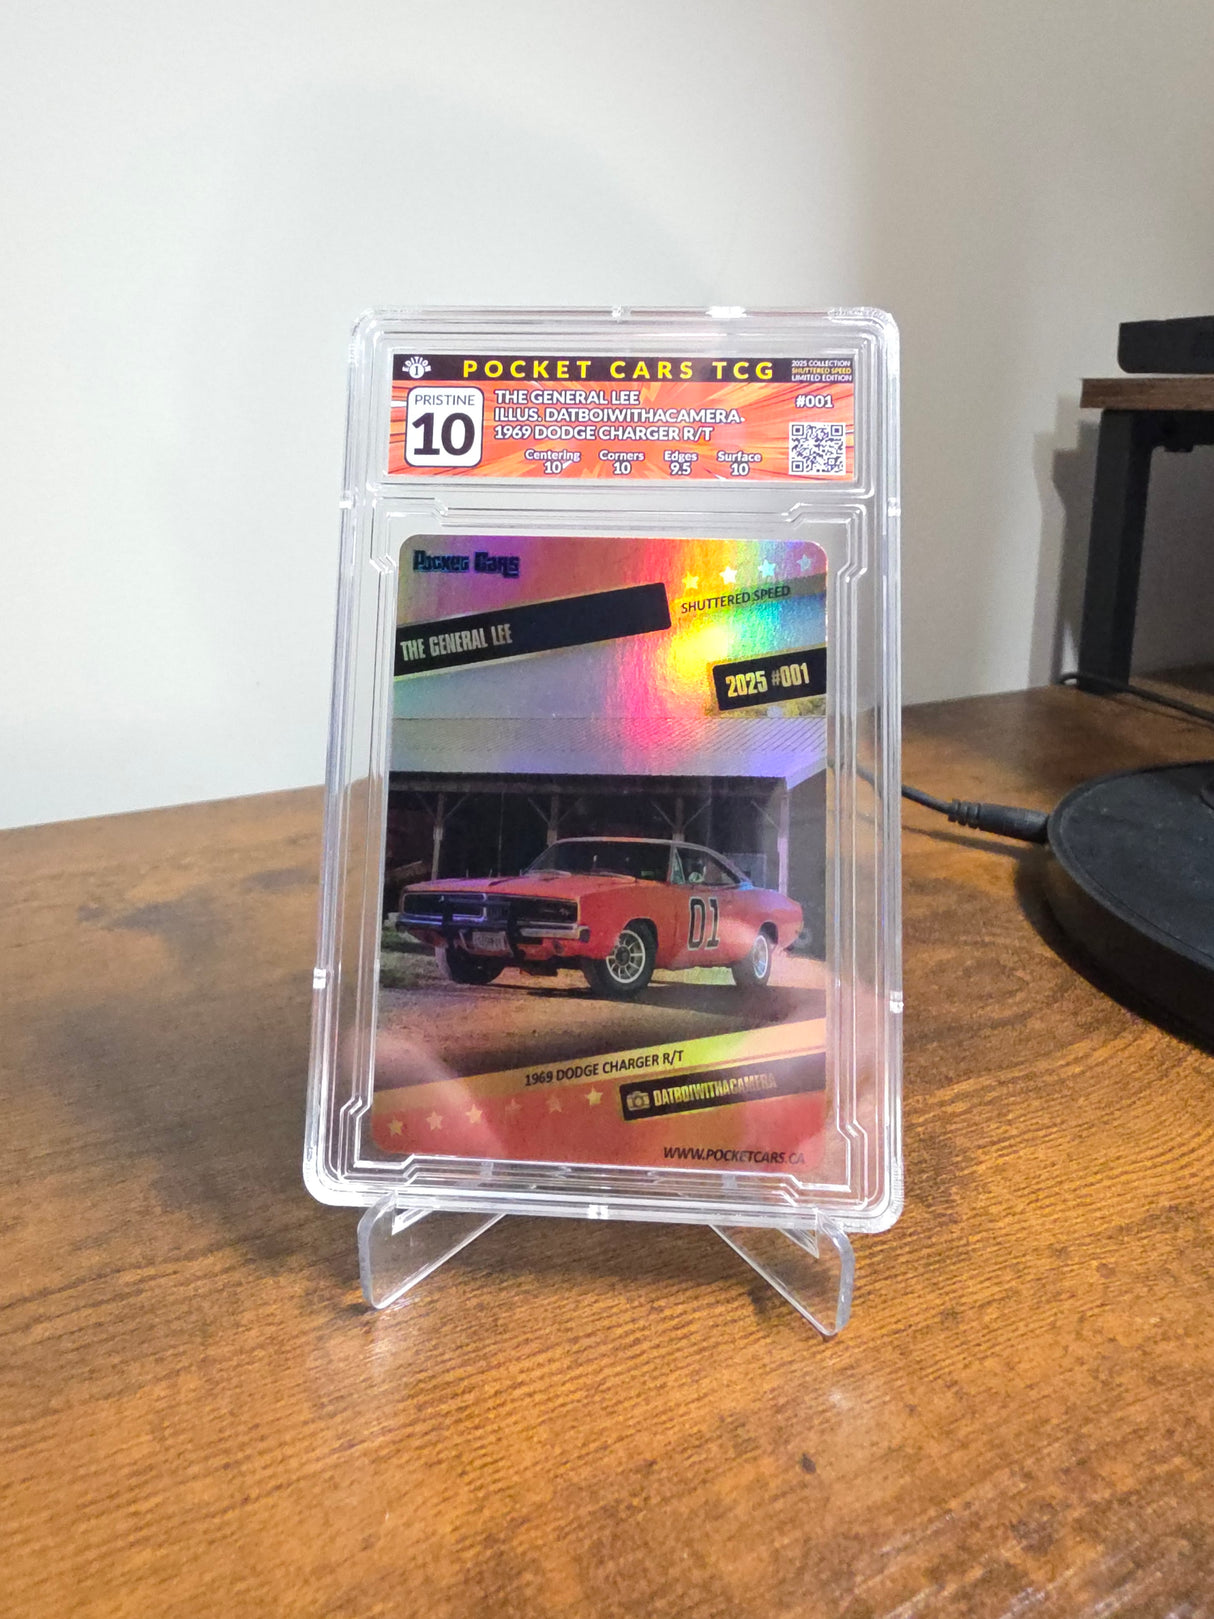 EDITION 1
POCKET CARS TCG
2025 COLLECTION
SHUTTERED SPEED
LIMITED EDITION
PRISTINE
10
THE GENERAL LEE
ILLUS. DATBOIWITHACAMERA.
1969 DODGE CHARGER R/T
#001
Centering Corners Edges Surface
10 10 9.5 10
Pocket Cars
SHUTTERED SPEED
THE GENERAL LEE
2025 #001
01
1969 DODGE CHARGER R/T
DATBOIWITHACAMERA
WWW.POCKETCARS.CA